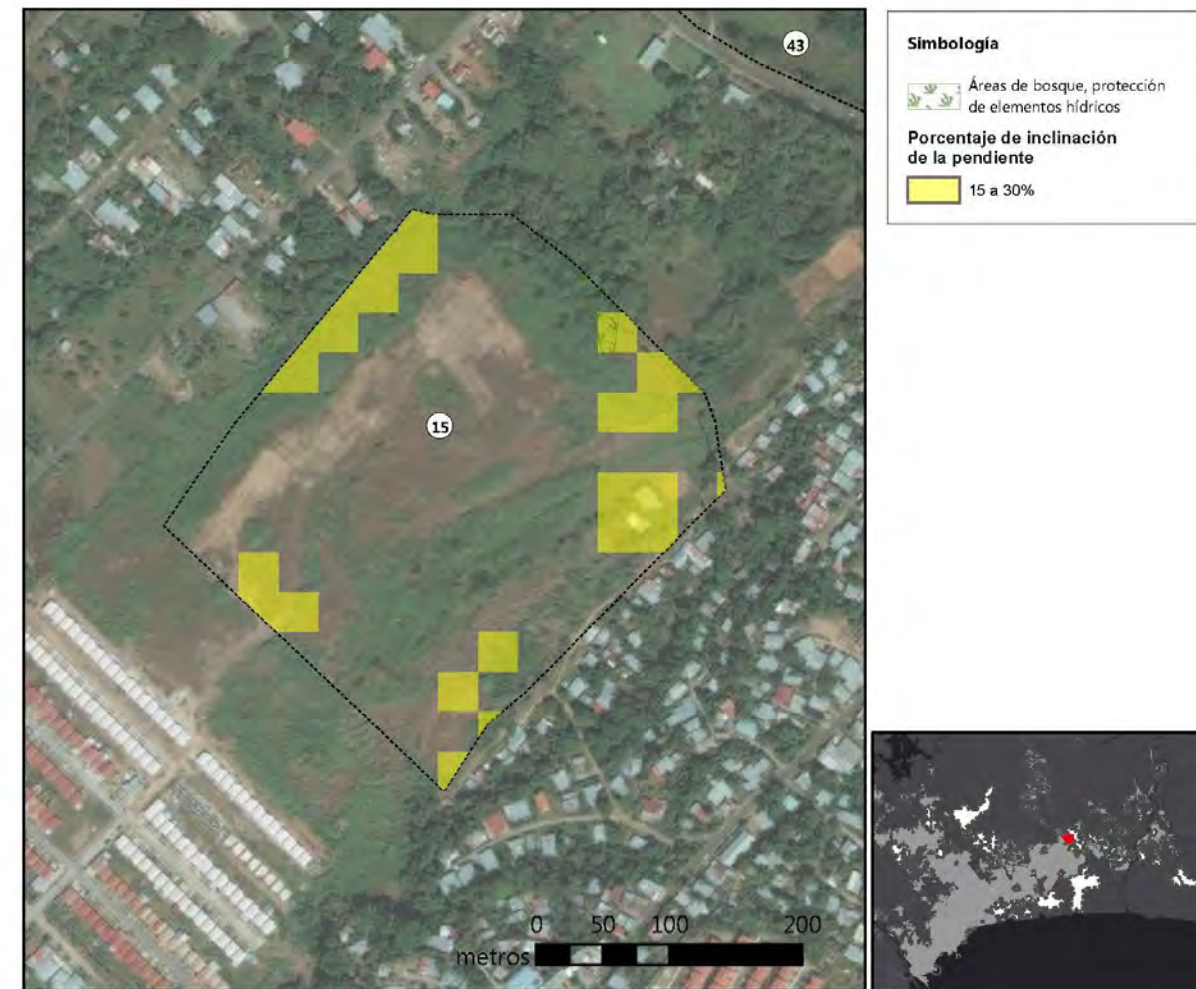 43
15
0 50 100 200
metros
Simbología
Áreas de bosque, protección
de elementos hídricos
Porcentaje de inclinación
de la pendiente
15 a 30%